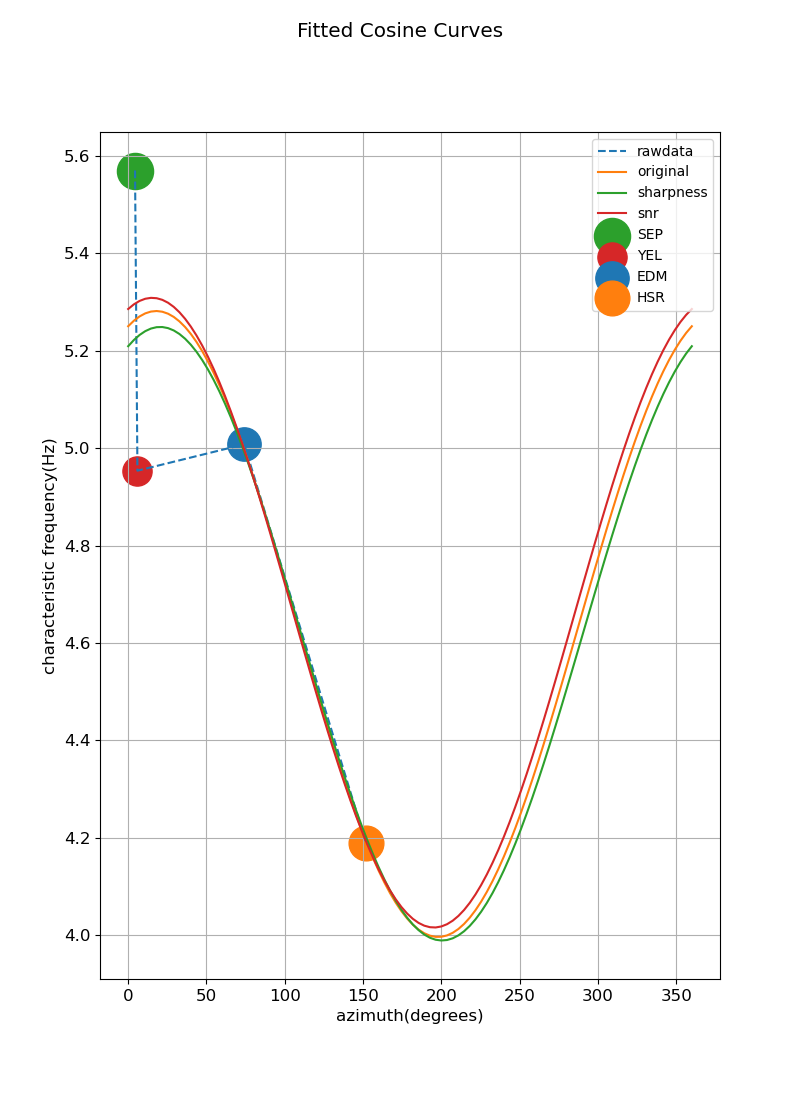 Fitted Cosine Curves
rawdata
original
sharpness
snr
SEP
YEL
EDM
HSR
5.6
5.4
5.2
5.0
4.8
4.6
4.4
4.2
4.0
characteristic frequency(Hz)
0 50 100 150 200 250 300 350
azimuth(degrees)